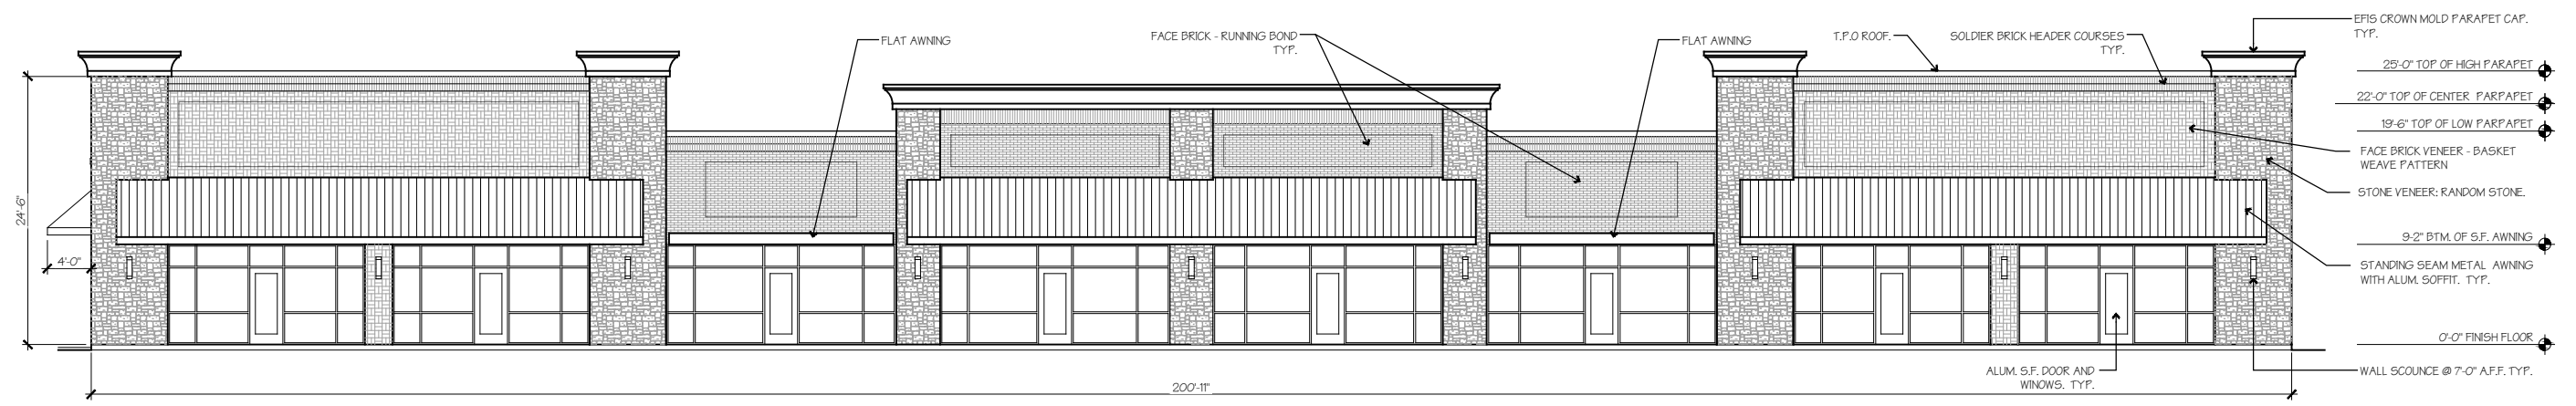 FLAT AWNING
FACE BRICK - RUNNING BOND
TYP.
FLAT AWNING
T.P.O ROOF.
SOLDIER BRICK HEADER COURSES
TYP.
EFIS CROWN MOLD PARAPET CAP.
TYP.
25'-0" TOP OF HIGH PARAPET
22'-0" TOP OF CENTER PARPAPET
19'-6" TOP OF LOW PARPAPET
FACE BRICK VENEER - BASKET
WEAVE PATTERN
STONE VENEER: RANDOM STONE.
9-2" BTM. OF S.F. AWNING
STANDING SEAM METAL AWNING
WITH ALUM. SOFFIT. TYP.
0'-0" FINISH FLOOR
WALL SCOUNCE @ 7'-0" A.F.F. TYP.
ALUM. S.F. DOOR AND
WINOWS. TYP.
24'-6"
4'-0"
200'-11"